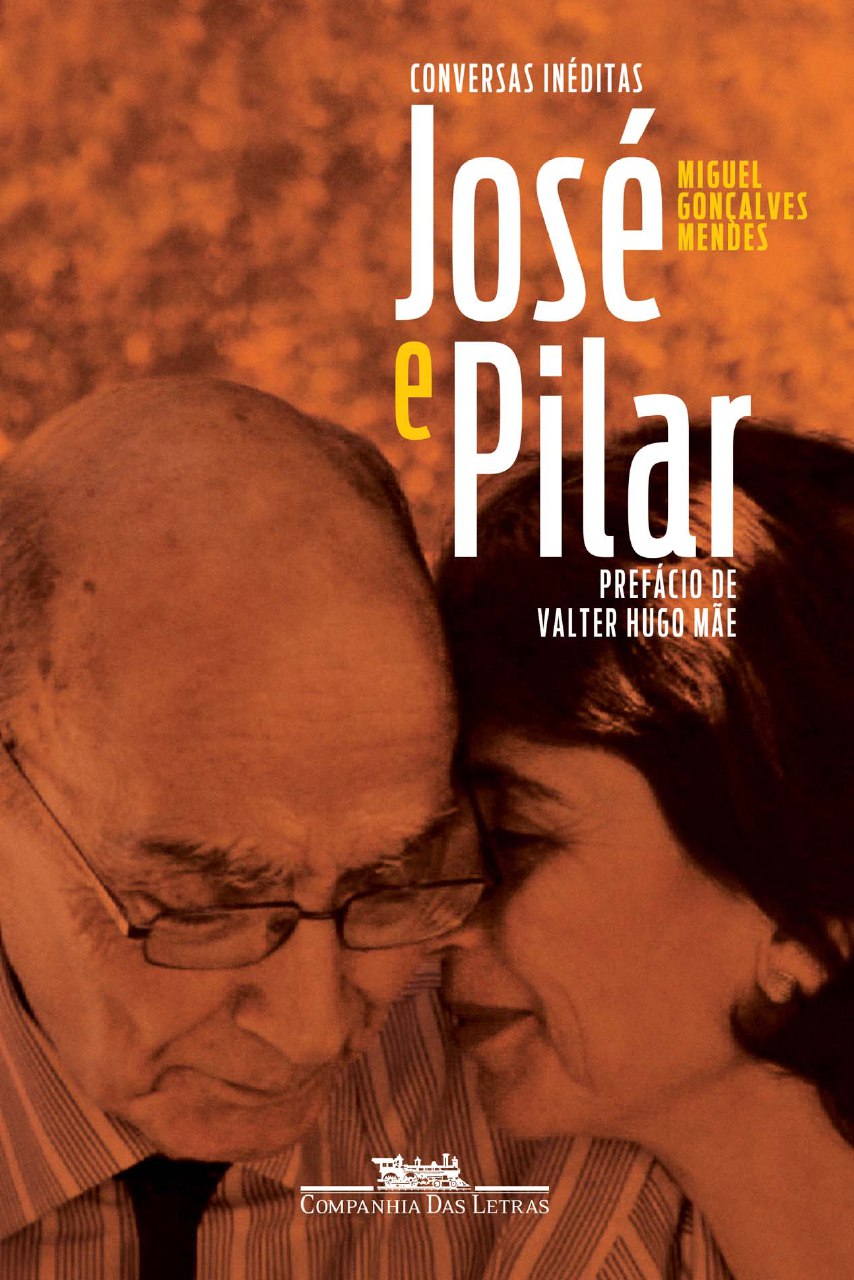 CONVERSAS INÉDITAS
José
MIGUEL
GONÇALVES
MENDES
e
Pilar
PREFÁCIO DE
VALTER HUGO MÃE
COMPANHIA DAS LETRAS